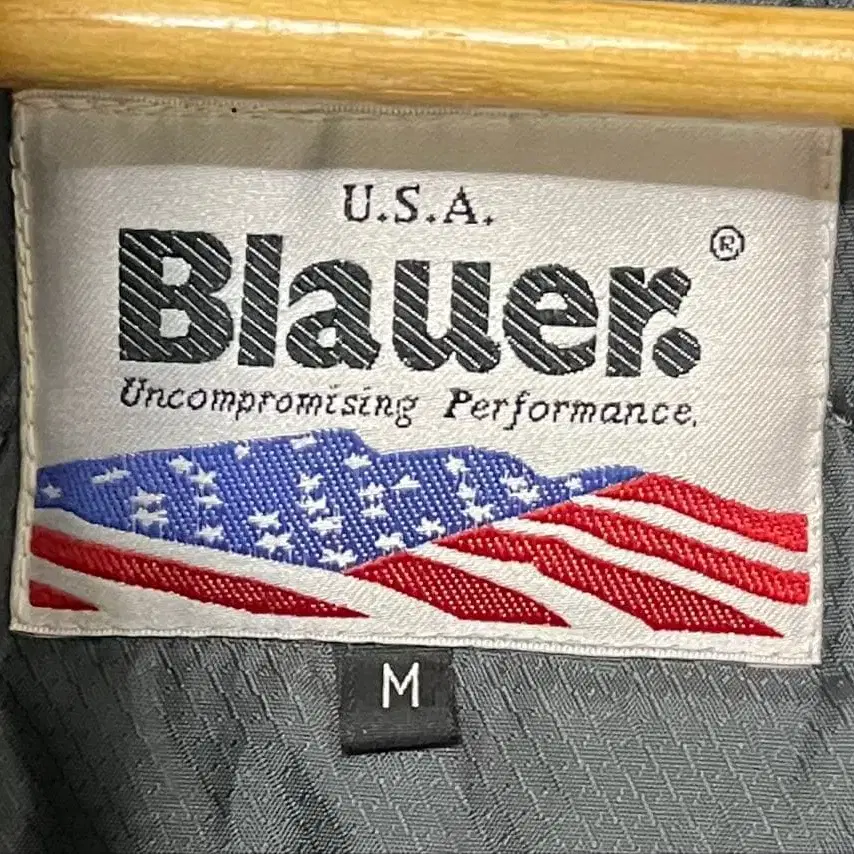 U.S.A.
Blauer. ®
Uncompromising Performance.
M